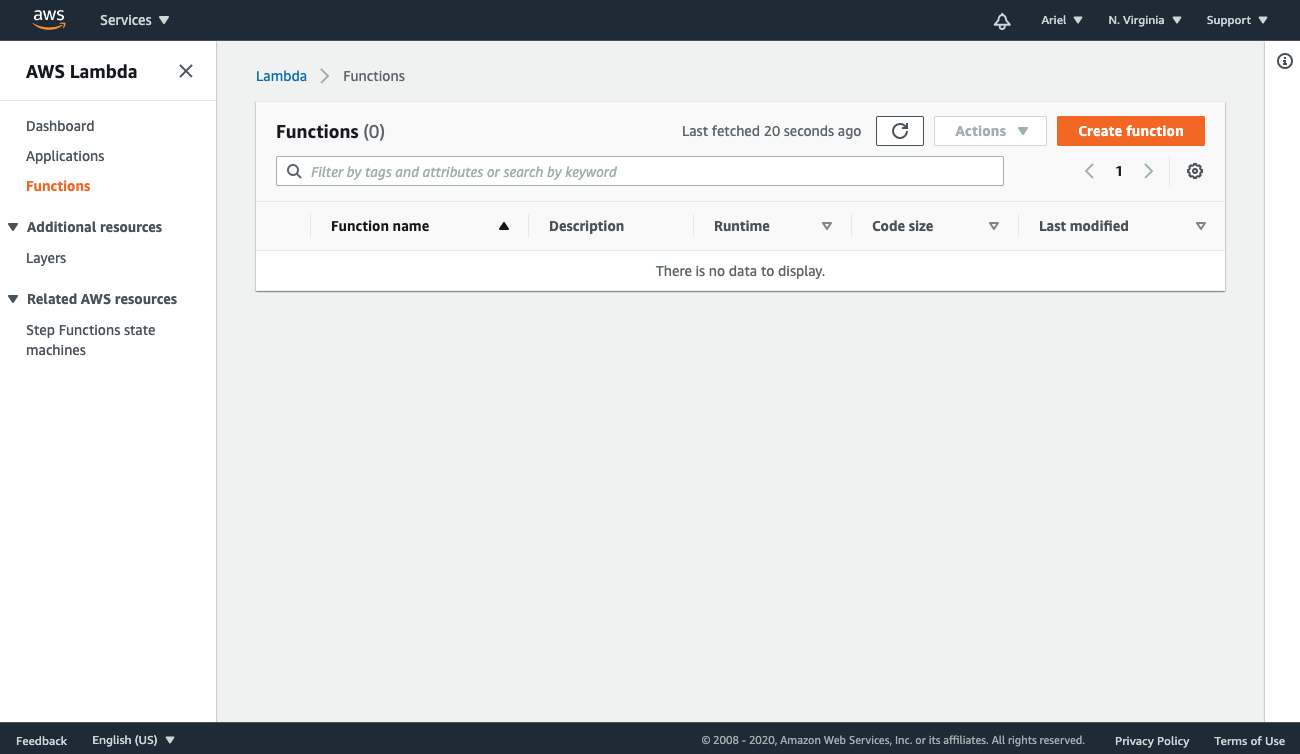 aws
Services
Ariel
N. Virginia
Support
AWS Lambda
Dashboard
Applications
Functions
Additional resources
Layers
Related AWS resources
Step Functions state
machines
Lambda
Functions
Functions (0)
Last fetched 20 seconds ago
Actions
Create function
Filter by tags and attributes or search by keyword
1
Function name
Description
Runtime
Code size
Last modified
There is no data to display.
Feedback
English (US)
© 2008 - 2020, Amazon Web Services, Inc. or its affiliates. All rights reserved.
Privacy Policy
Terms of Use